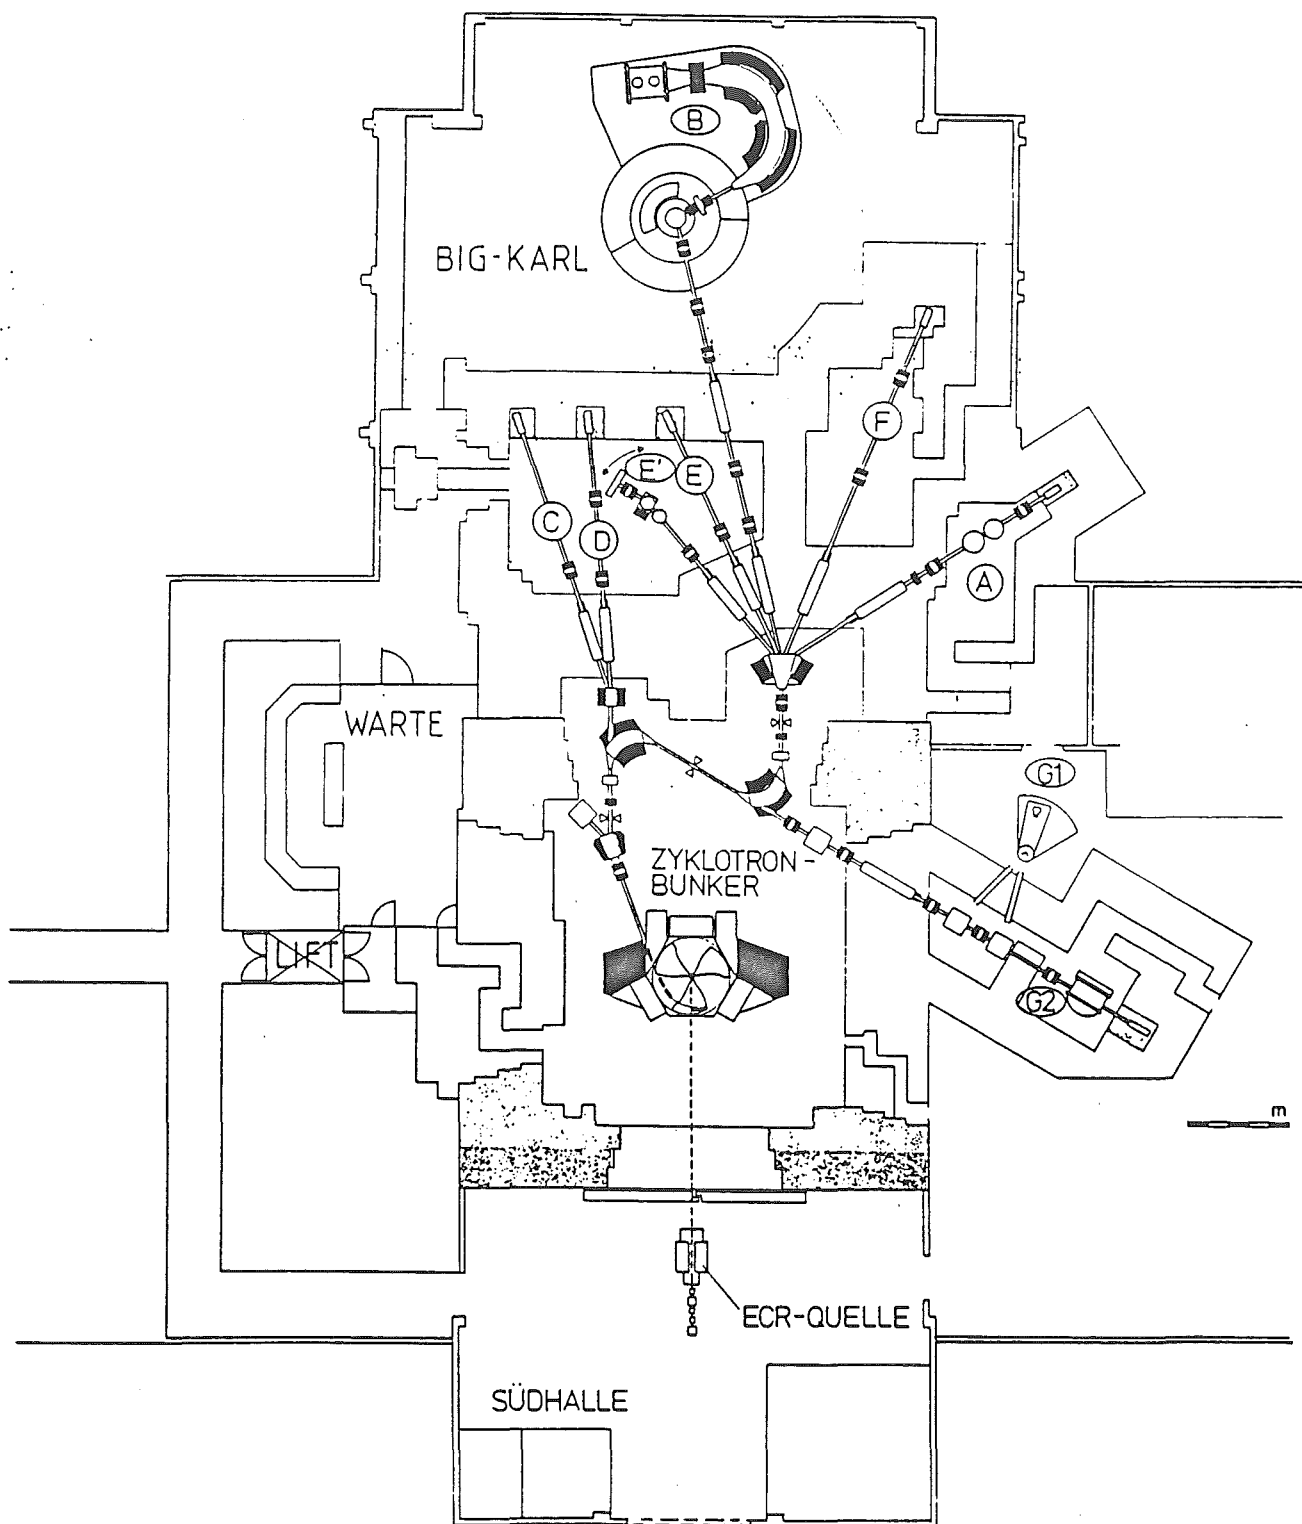 B
BIG-KARL
F
E'
E
C
D
A
WARTE
G1
ZYKLOTRON-
BUNKER
LIFT
G2
m
ECR-QUELLE
SÜDHALLE